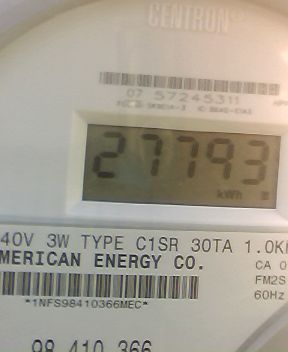 CENTRON®
07 57245311
27793
kWh
40V 3W TYPE C1SR 30TA 1.0K
MERICAN ENERGY CO.
CA 0
FM2S
60Hz
*1NFS98410366MEC*
98 410 366